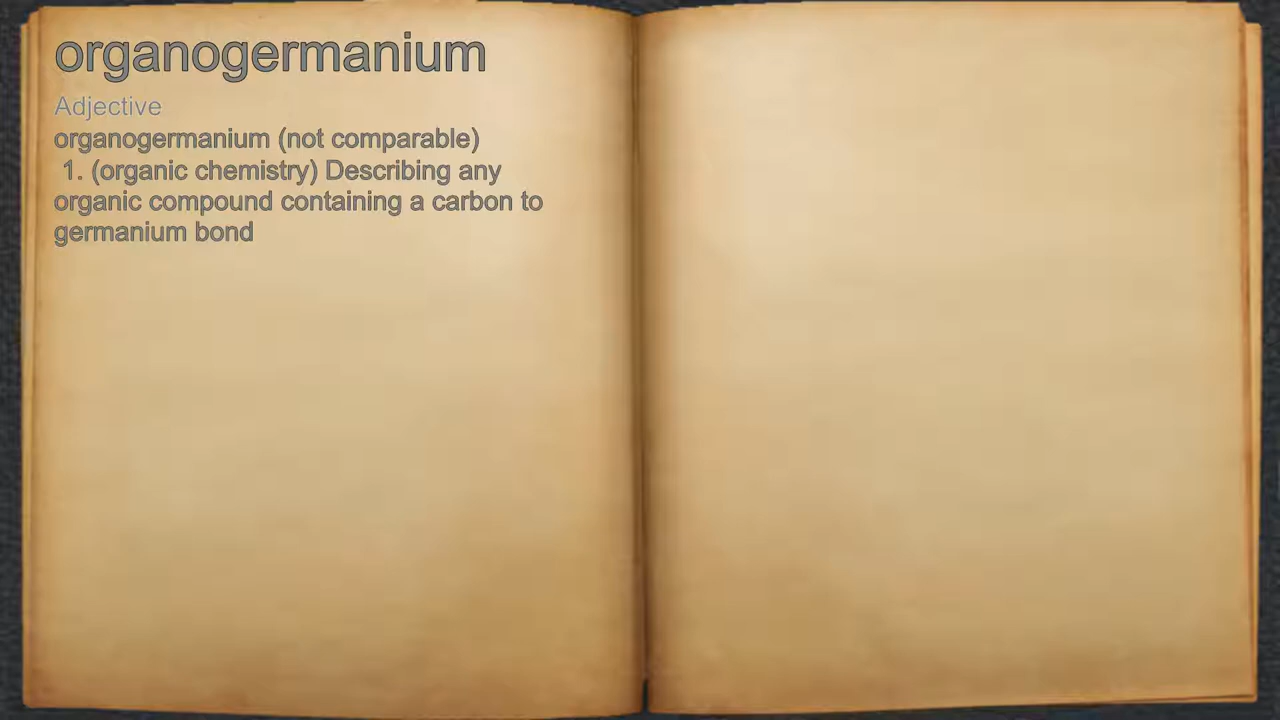 organogermanium
Adjective
organogermanium (not comparable)
1. (organic chemistry) Describing any
organic compound containing a carbon to
germanium bond